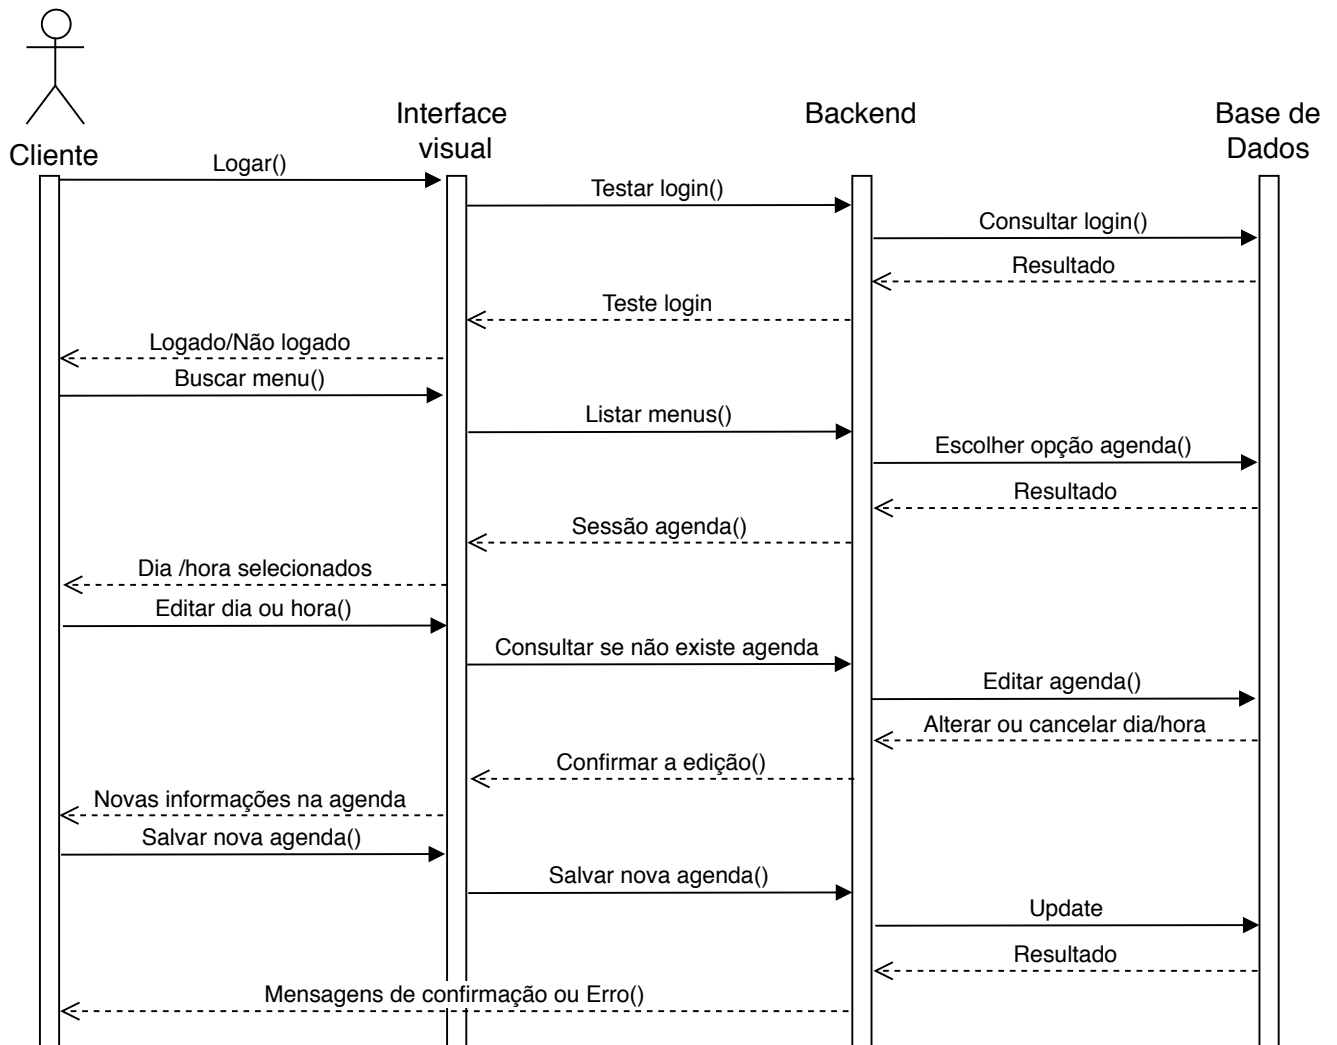 Interface
visual
Backend
Base de
Dados
Cliente
Logar()
Testar login()
Consultar login()
Resultado
Teste login
Logado/Não logado
Buscar menu()
Listar menus()
Escolher opção agenda()
Resultado
Sessão agenda()
Dia /hora selecionados
Editar dia ou hora()
Consultar se não existe agenda
Editar agenda()
Alterar ou cancelar dia/hora
Confirmar a edição()
Novas informações na agenda
Salvar nova agenda()
Salvar nova agenda()
Update
Resultado
Mensagens de confirmação ou Erro()